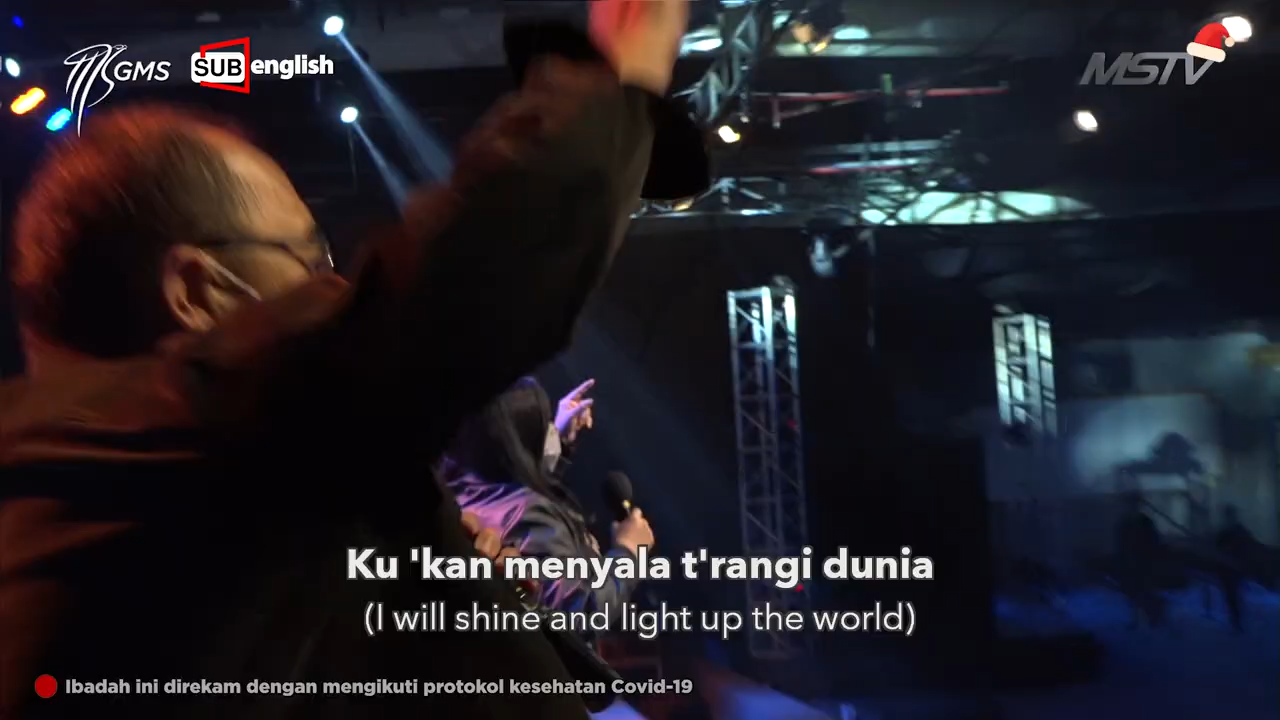 GMS
SUB english
MSTV
Ku 'kan menyala t'rangi dunia
(I will shine and light up the world)
Ibadah ini direkam dengan mengikuti protokol kesehatan Covid-19